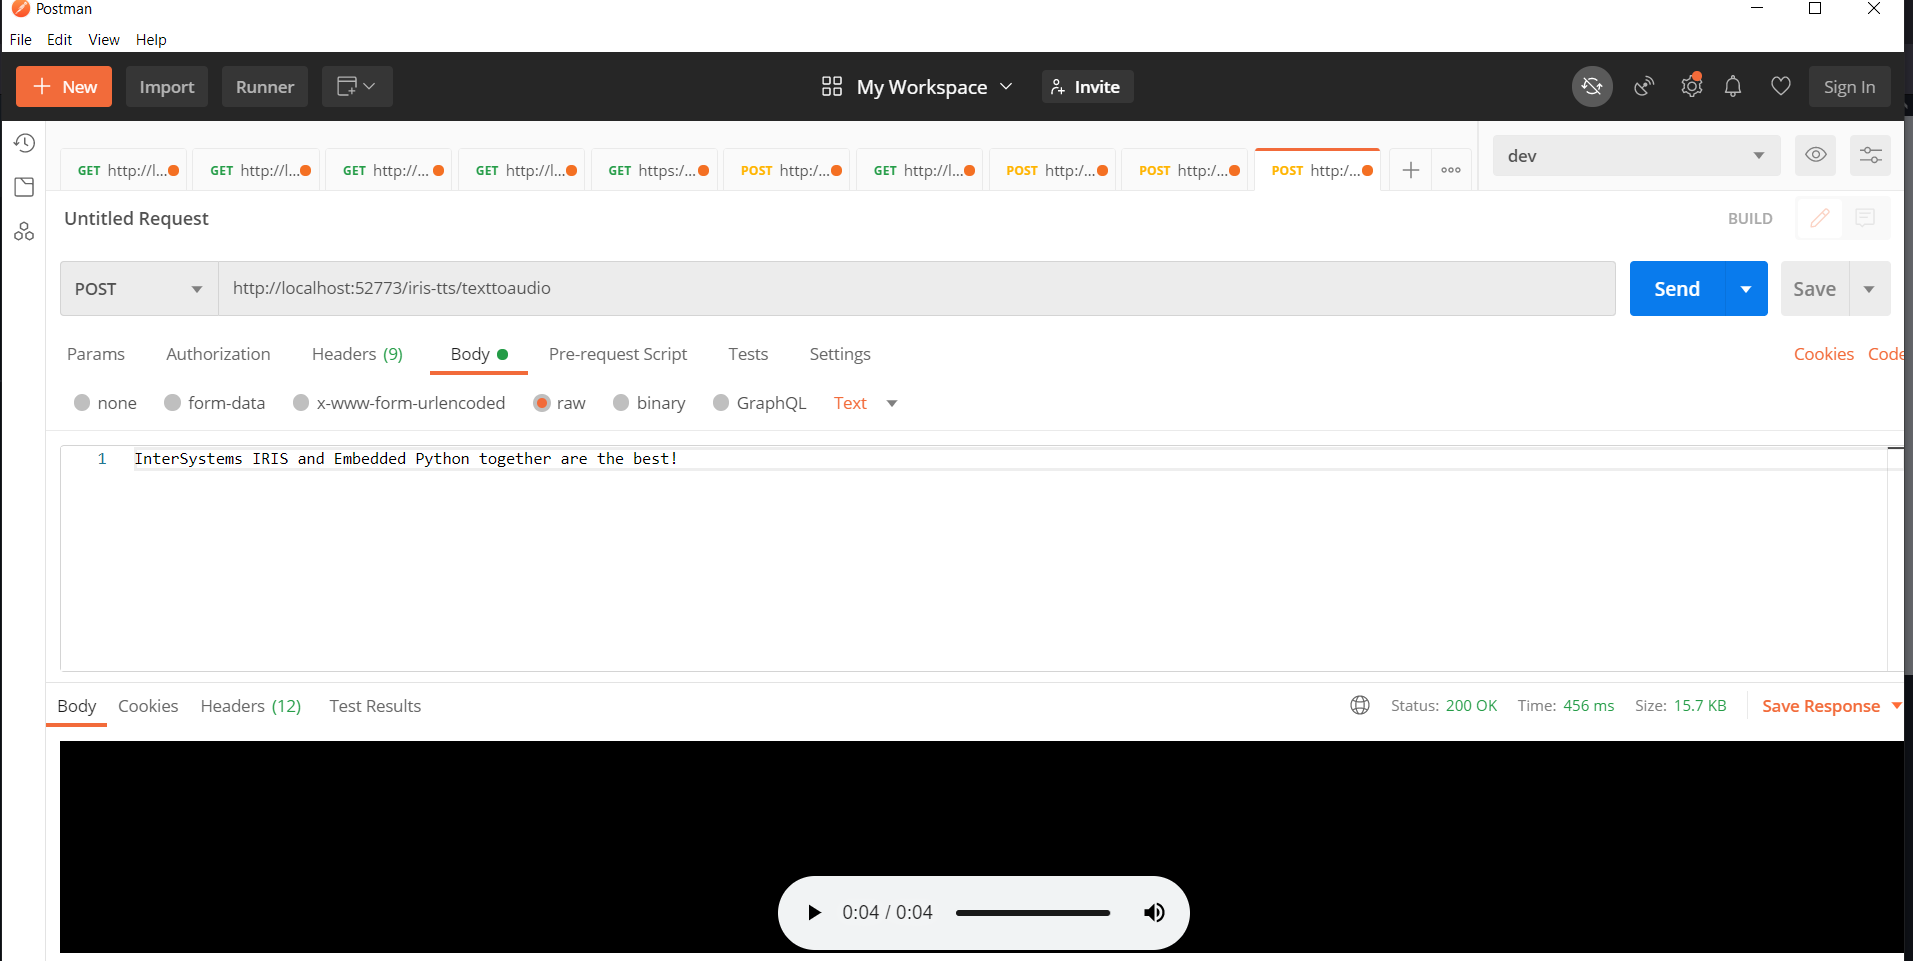 Postman
File Edit View Help
New Import Runner My Workspace Invite Sign In
GET http://l... GET http://l... GET http://... GET http://l... GET https:/... POST http:/... GET http://l... POST http:/... POST http:/... POST http:/... dev
Untitled Request BUILD
POST http://localhost:52773/iris-tts/texttoaudio Send Save
Params Authorization Headers (9) Body Pre-request Script Tests Settings Cookies Code
none form-data x-www-form-urlencoded raw binary GraphQL Text
1 InterSystems IRIS and Embedded Python together are the best!
Body Cookies Headers (12) Test Results Status: 200 OK Time: 456 ms Size: 15.7 KB Save Response
0:04 / 0:04